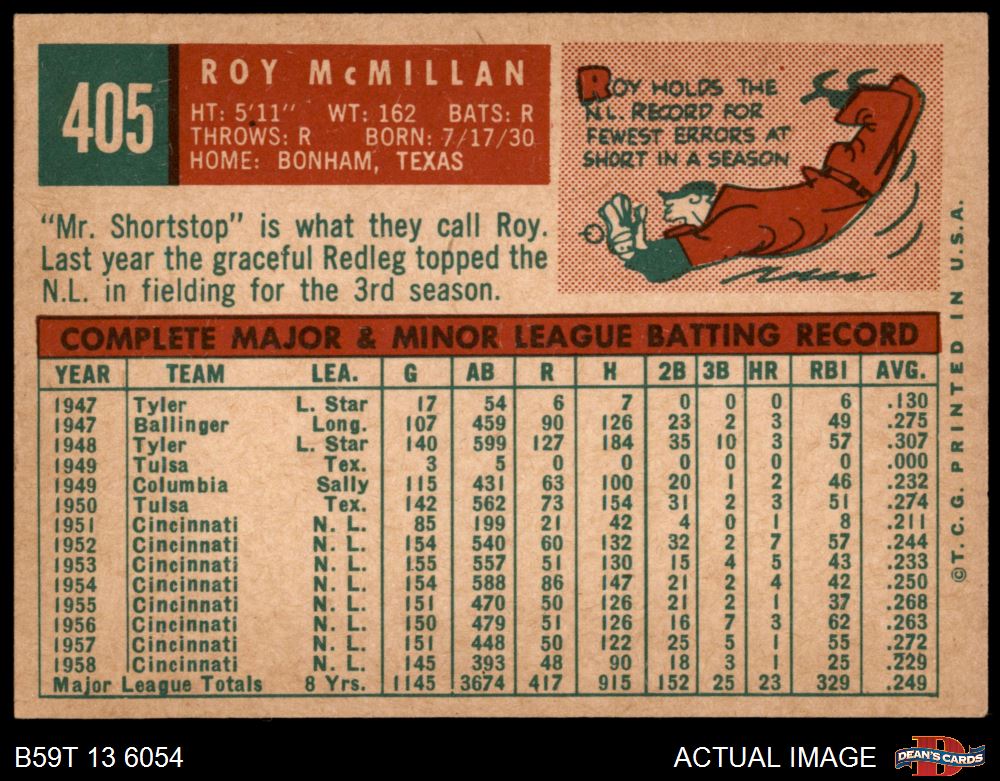 405
ROY McMILLAN
HT: 5'11" WT: 162 BATS: R
THROWS: R BORN: 7/17/30
HOME: BONHAM, TEXAS
ROY HOLDS THE
N.L. RECORD FOR
FEWEST ERRORS AT
SHORT IN A SEASON
"Mr. Shortstop" is what they call Roy.
Last year the graceful Redleg topped the
N.L. in fielding for the 3rd season.
COMPLETE MAJOR & MINOR LEAGUE BATTING RECORD
YEAR TEAM LEA. G AB R H 2B 3B HR RBI AVG.
1947 Tyler L. Star 17 54 6 7 0 0 0 6 .130
1947 Ballinger Long. 107 459 90 126 23 2 3 49 .275
1948 Tyler L. Star 140 599 127 184 35 10 3 57 .307
1949 Tulsa Tex. 3 5 0 0 0 0 0 0 .000
1949 Columbia Sally 115 431 63 100 20 1 2 46 .232
1950 Tulsa Tex. 142 562 73 154 31 2 3 51 .274
1951 Cincinnati N. L. 85 199 21 42 4 0 1 8 .211
1952 Cincinnati N. L. 154 540 60 132 32 2 7 57 .244
1953 Cincinnati N. L. 155 557 51 130 15 4 5 43 .233
1954 Cincinnati N. L. 154 588 86 147 21 2 4 42 .250
1955 Cincinnati N. L. 151 470 50 126 21 2 1 37 .268
1956 Cincinnati N. L. 150 479 51 126 16 7 3 62 .263
1957 Cincinnati N. L. 151 448 50 122 25 5 1 55 .272
1958 Cincinnati N. L. 145 393 48 90 18 3 1 25 .229
Major League Totals 8 Yrs. 1145 3674 417 915 152 25 23 329 .249
©T. C. G. PRINTED IN U.S.A.
B59T 13 6054
ACTUAL IMAGE
D
DEAN'S CARDS